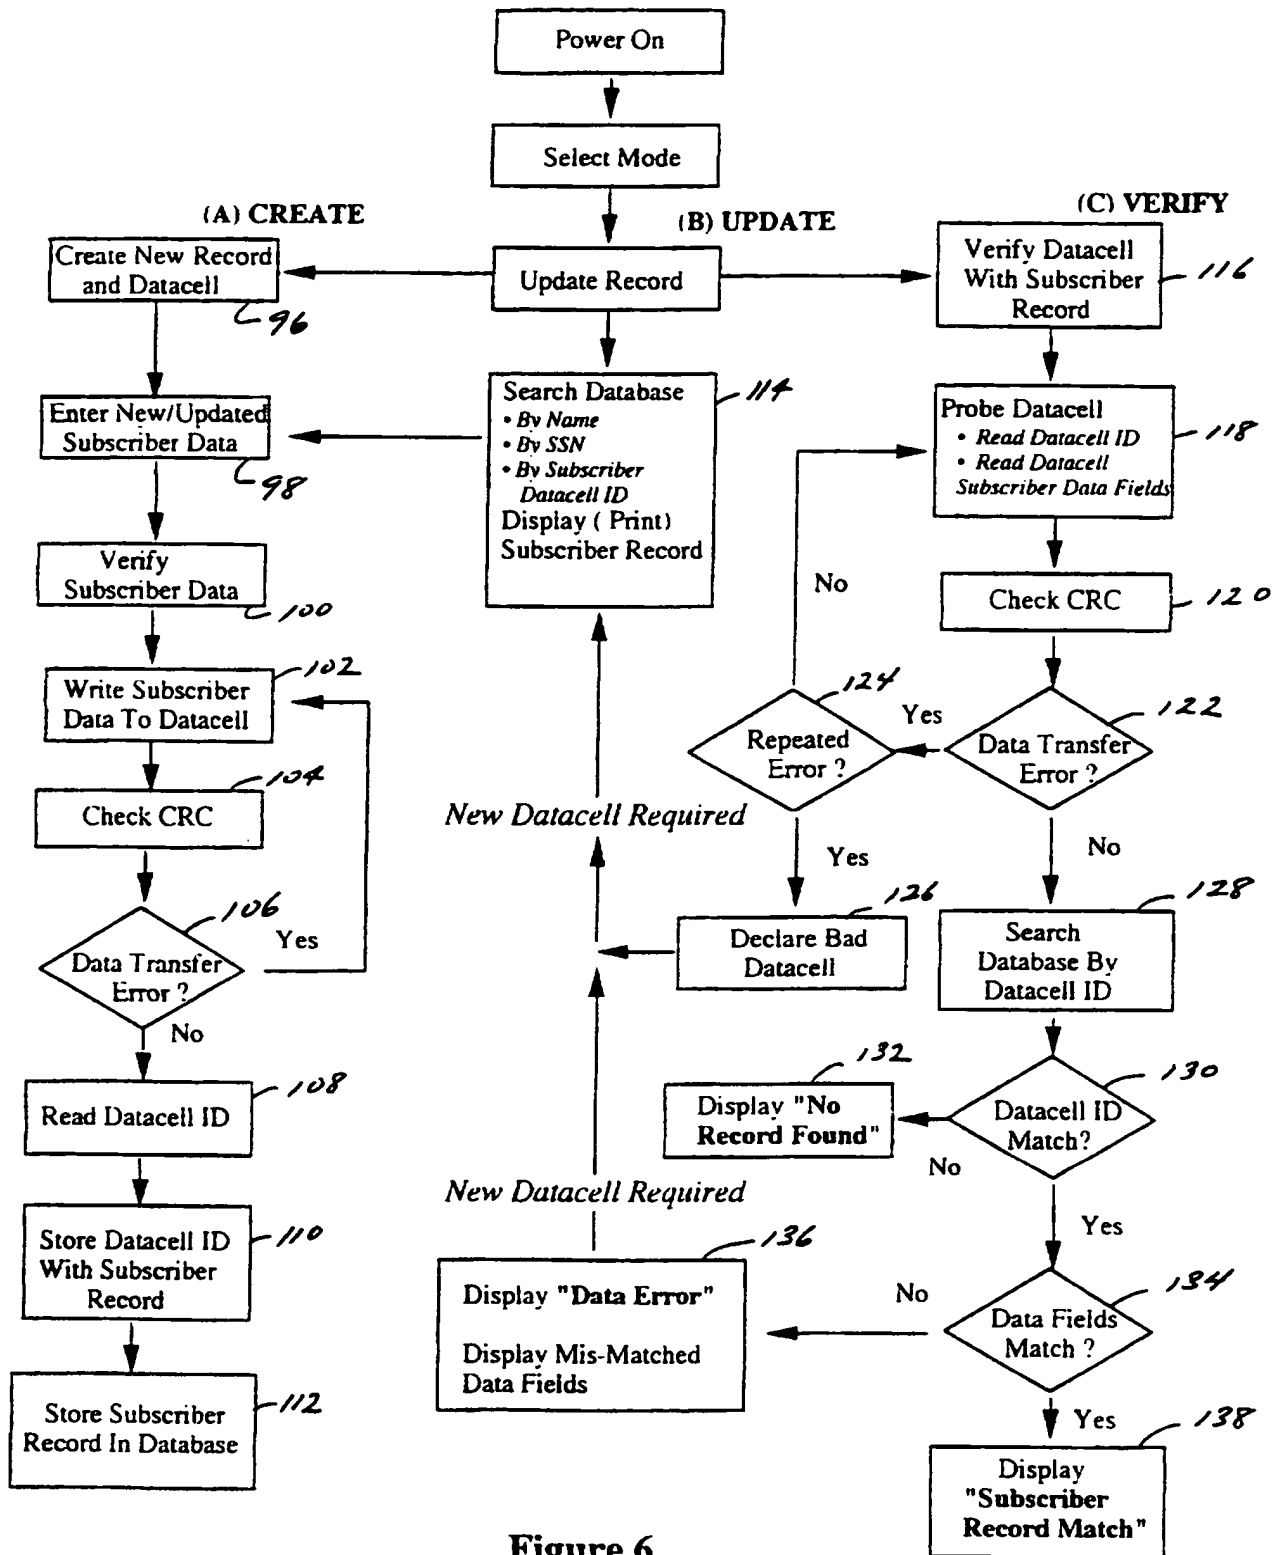 Power On
Select Mode
(A) CREATE
(B) UPDATE
(C) VERIFY
Create New Record
and Datacell
96
Update Record
Verify Datacell
With Subscriber
Record
116
Enter New/Updated
Subscriber Data
98
Search Database
• By Name
• By SSN
• By Subscriber
Datacell ID
Display ( Print)
Subscriber Record
114
Probe Datacell
• Read Datacell ID
• Read Datacell
Subscriber Data Fields
118
Verify
Subscriber Data
100
No
Check CRC
120
Write Subscriber
Data To Datacell
102
Repeated
Error ?
124
Yes
Data Transfer
Error ?
122
Check CRC
104
New Datacell Required
Yes
No
Data Transfer
Error ?
106
Yes
No
Declare Bad
Datacell
126
Search
Database By
Datacell ID
128
Read Datacell ID
108
Display "No
Record Found"
132
Datacell ID
Match?
130
No
Yes
New Datacell Required
Store Datacell ID
With Subscriber
Record
110
Display "Data Error"
Display Mis-Matched
Data Fields
136
No
Data Fields
Match ?
134
Yes
Store Subscriber
Record In Database
112
Display
"Subscriber
Record Match"
138
Figure 6